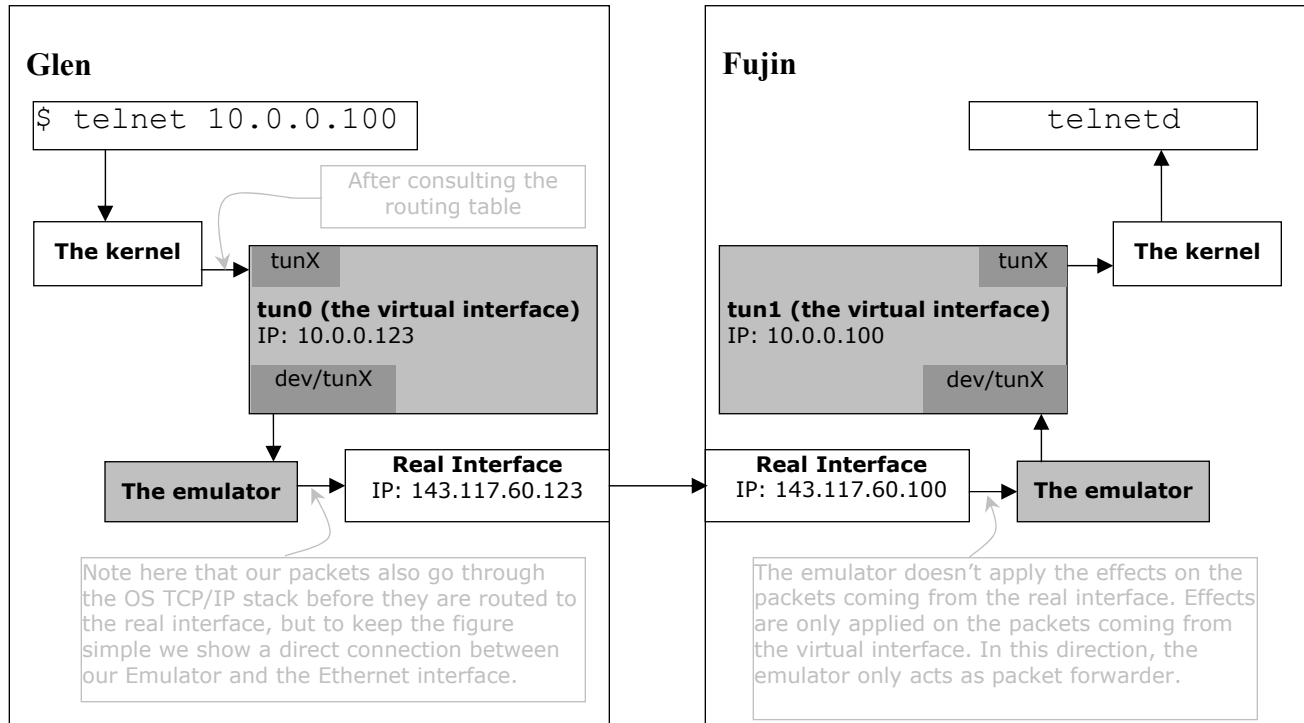 Glen
$ telnet 10.0.0.100
After consulting the
routing table
The kernel
tunX
tun0 (the virtual interface)
IP: 10.0.0.123
dev/tunX
The emulator
Real Interface
IP: 143.117.60.123
Note here that our packets also go through
the OS TCP/IP stack before they are routed to
the real interface, but to keep the figure
simple we show a direct connection between
our Emulator and the Ethernet interface.
Fujin
telnetd
The kernel
tunX
tun1 (the virtual interface)
IP: 10.0.0.100
dev/tunX
Real Interface
IP: 143.117.60.100
The emulator
The emulator doesn’t apply the effects on the
packets coming from the real interface. Effects
are only applied on the packets coming from
the virtual interface. In this direction, the
emulator only acts as packet forwarder.